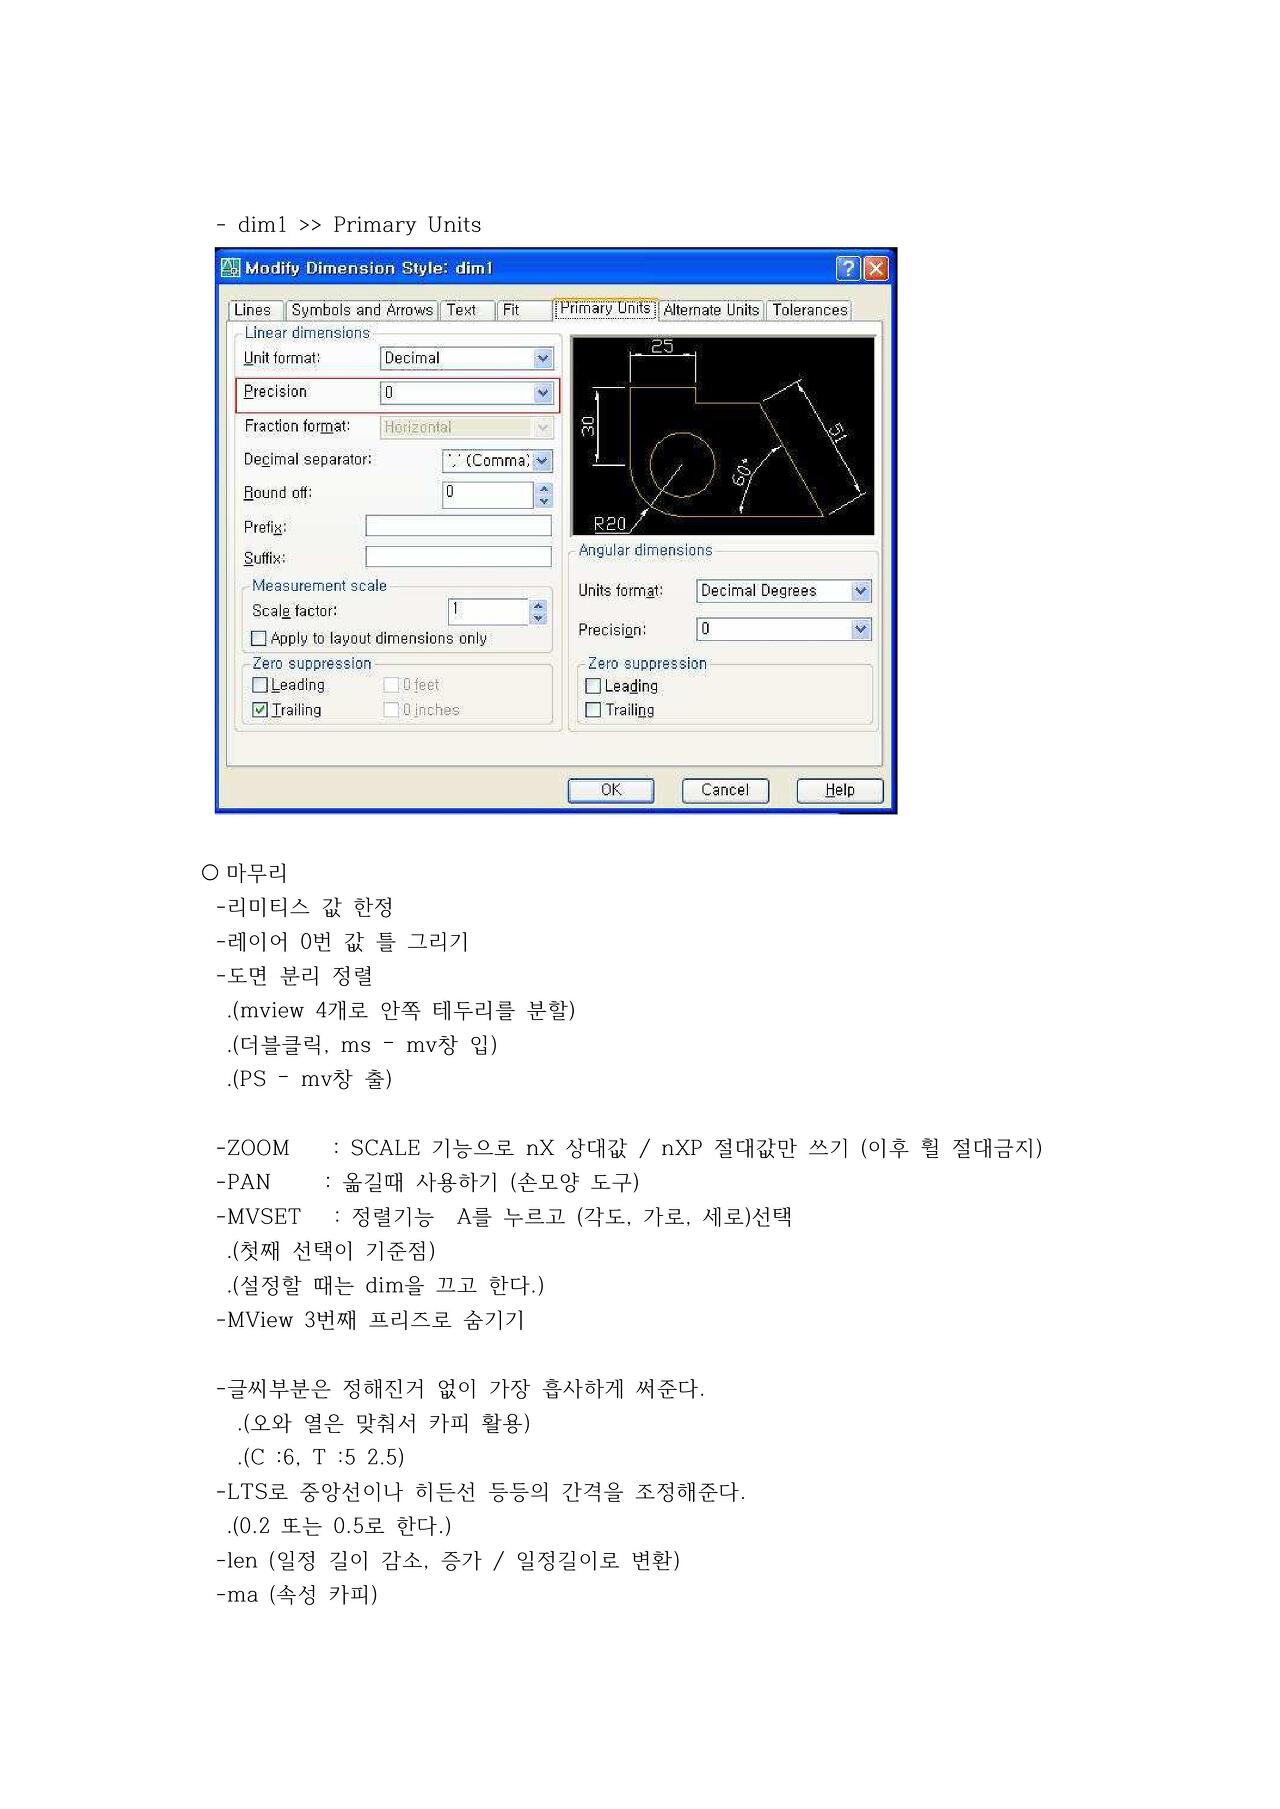 - dim1 >> Primary Units
Modify Dimension Style: dim1
Lines Symbols and Arrows Text Fit Primary Units Alternate Units Tolerances
Linear dimensions
Unit format: Decimal
Precision 0
Fraction format: Horizontal
Decimal separator: ',' (Comma)
Round off: 0
Prefix:
Suffix:
Measurement scale
Scale factor: 1
Apply to layout dimensions only
Zero suppression
Leading 0 feet
Trailing 0 inches
25
30
51
60°
R20
Angular dimensions
Units format: Decimal Degrees
Precision: 0
Zero suppression
Leading
Trailing
OK Cancel Help
○ 마무리
-리미티스 값 한정
-레이어 0번 값 틀 그리기
-도면 분리 정렬
.(mview 4개로 안쪽 테두리를 분할)
.(더블클릭, ms - mv창 입)
.(PS - mv창 출)
-ZOOM : SCALE 기능으로 nX 상대값 / nXP 절대값만 쓰기 (이후 휠 절대금지)
-PAN : 옮길때 사용하기 (손모양 도구)
-MVSET : 정렬기능 A를 누르고 (각도, 가로, 세로)선택
.(첫째 선택이 기준점)
.(설정할 때는 dim을 끄고 한다.)
-MView 3번째 프리즈로 숨기기
-글씨부분은 정해진거 없이 가장 흡사하게 써준다.
.(오와 열은 맞춰서 카피 활용)
.(C :6, T :5 2.5)
-LTS로 중앙선이나 히든선 등등의 간격을 조정해준다.
.(0.2 또는 0.5로 한다.)
-len (일정 길이 감소, 증가 / 일정길이로 변환)
-ma (속성 카피)